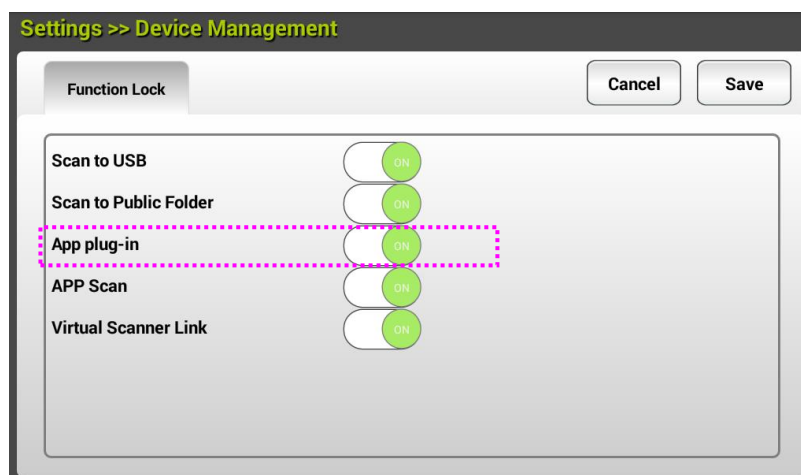 Settings >> Device Management
Function Lock
Cancel
Save
Scan to USB
ON
Scan to Public Folder
ON
App plug-in
ON
APP Scan
ON
Virtual Scanner Link
ON